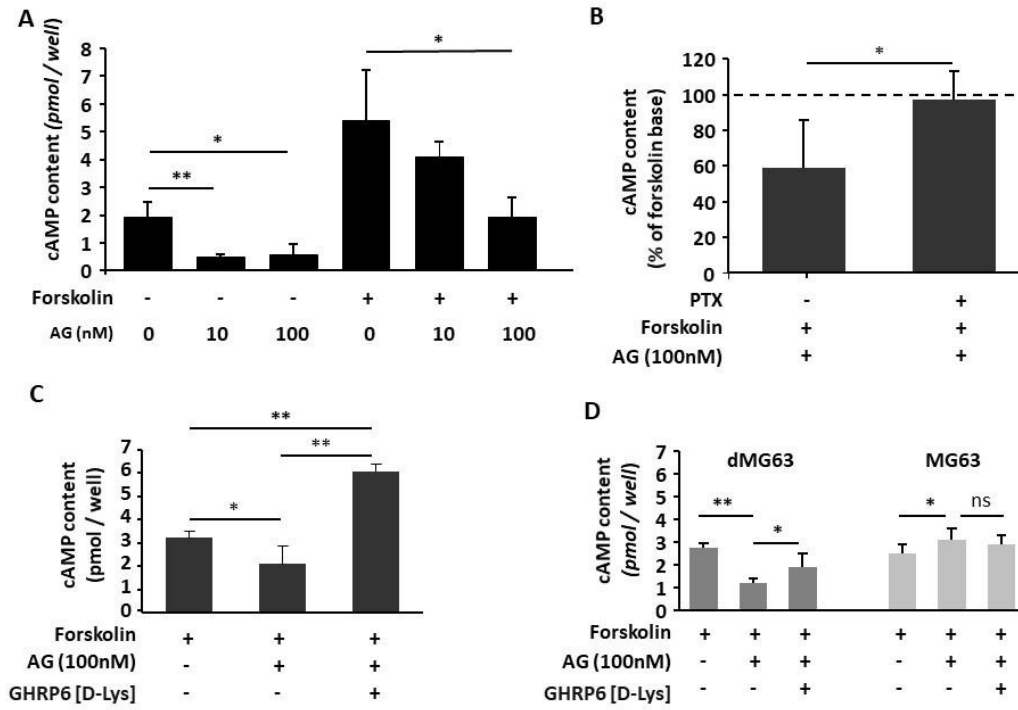 A
cAMP content (pmol / well)
8
7
6
5
4
3
2
1
0
*
*
**
Forskolin - - - + + +
AG (nM) 0 10 100 0 10 100
B
cAMP content
(% of forskolin base)
120
100
80
60
40
20
0
*
PTX - +
Forskolin + +
AG (100nM) + +
C
cAMP content
(pmol / well)
7
6
5
4
3
2
1
0
**
**
*
Forskolin + + +
AG (100nM) - + +
GHRP6 [D-Lys] - - +
D
cAMP content
(pmol / well)
7
6
5
4
3
2
1
0
dMG63 MG63
** * * ns
Forskolin + + + + + +
AG (100nM) - + + - + +
GHRP6 [D-Lys] - - + - - +